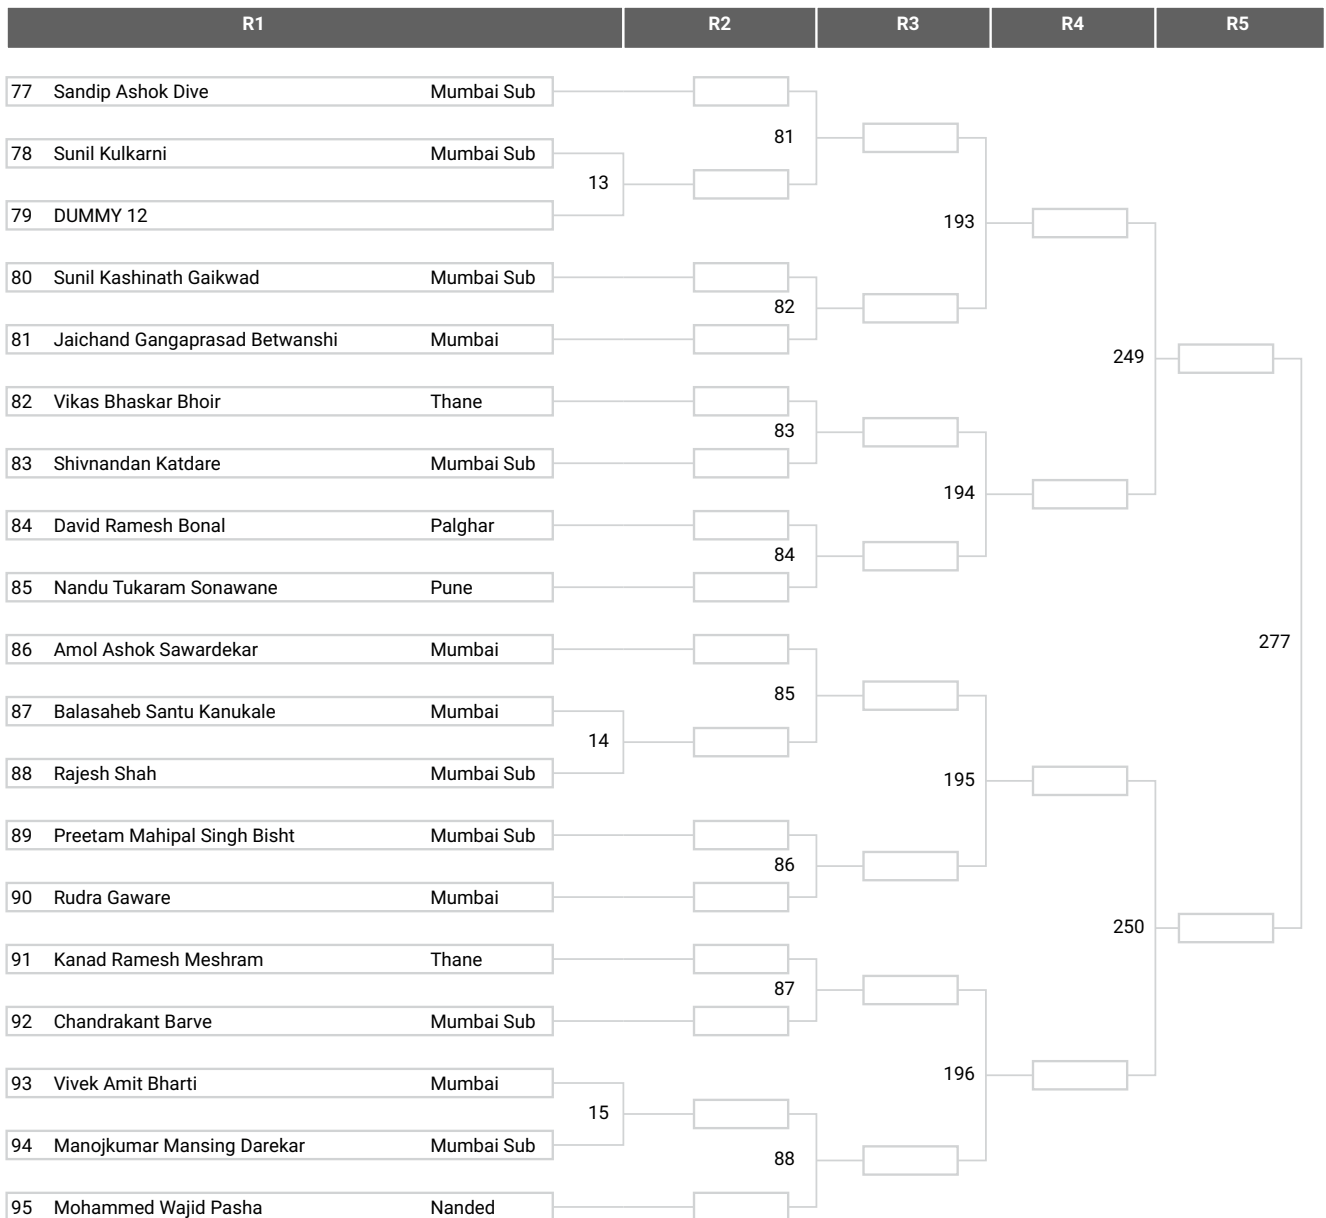 R1 R2 R3 R4 R5
77 Sandip Ashok Dive Mumbai Sub
81
78 Sunil Kulkarni Mumbai Sub
13
79 DUMMY 12
193
80 Sunil Kashinath Gaikwad Mumbai Sub
82
81 Jaichand Gangaprasad Betwanshi Mumbai
249
82 Vikas Bhaskar Bhoir Thane
83
83 Shivnandan Katdare Mumbai Sub
194
84 David Ramesh Bonal Palghar
84
85 Nandu Tukaram Sonawane Pune
277
86 Amol Ashok Sawardekar Mumbai
85
87 Balasaheb Santu Kanukale Mumbai
14
88 Rajesh Shah Mumbai Sub
195
89 Preetam Mahipal Singh Bisht Mumbai Sub
86
90 Rudra Gaware Mumbai
250
91 Kanad Ramesh Meshram Thane
87
92 Chandrakant Barve Mumbai Sub
196
93 Vivek Amit Bharti Mumbai
15
94 Manojkumar Mansing Darekar Mumbai Sub
88
95 Mohammed Wajid Pasha Nanded